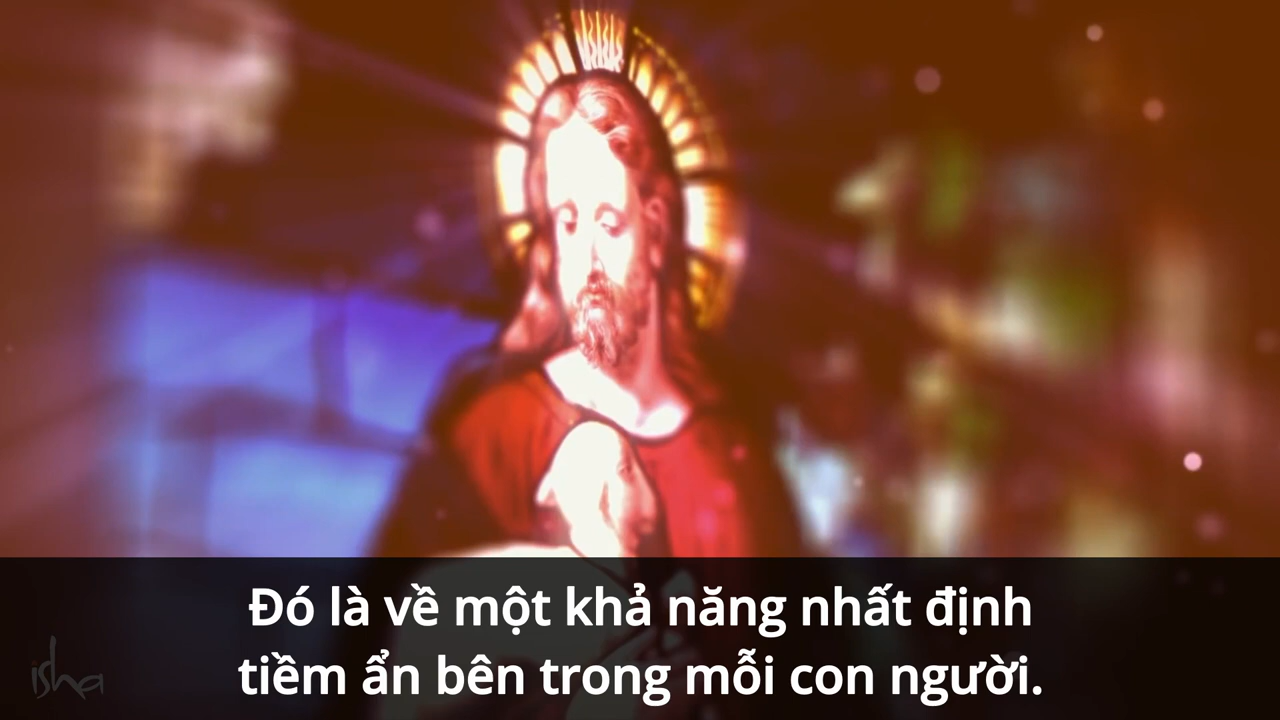 Đó là về một khả năng nhất định
tiềm ẩn bên trong mỗi con người.
isha